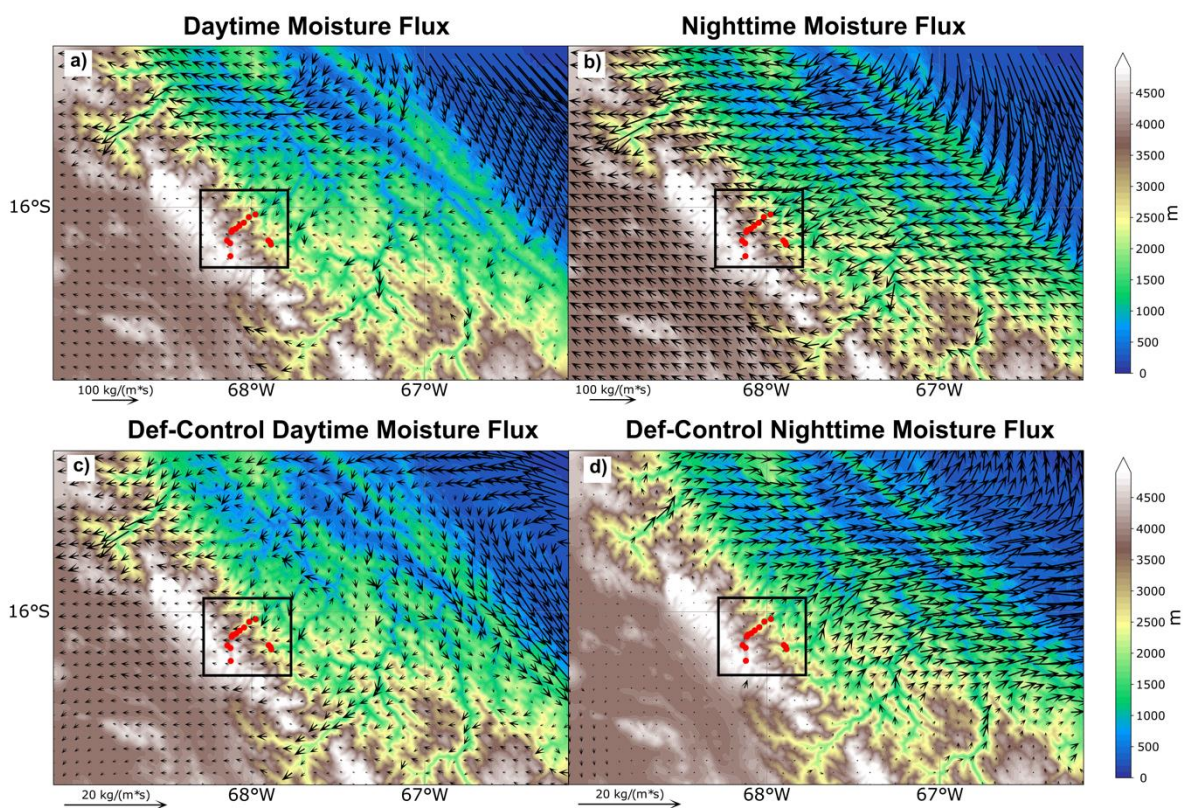 Daytime Moisture Flux
Nighttime Moisture Flux
a)
b)
4500
4000
3500
3000
2500
2000
1500
1000
500
0
m
16°S
100 kg/(m*s)
68°W
67°W
100 kg/(m*s)
68°W
67°W
Def-Control Daytime Moisture Flux
Def-Control Nighttime Moisture Flux
c)
d)
4500
4000
3500
3000
2500
2000
1500
1000
500
0
m
16°S
20 kg/(m*s)
68°W
67°W
20 kg/(m*s)
68°W
67°W